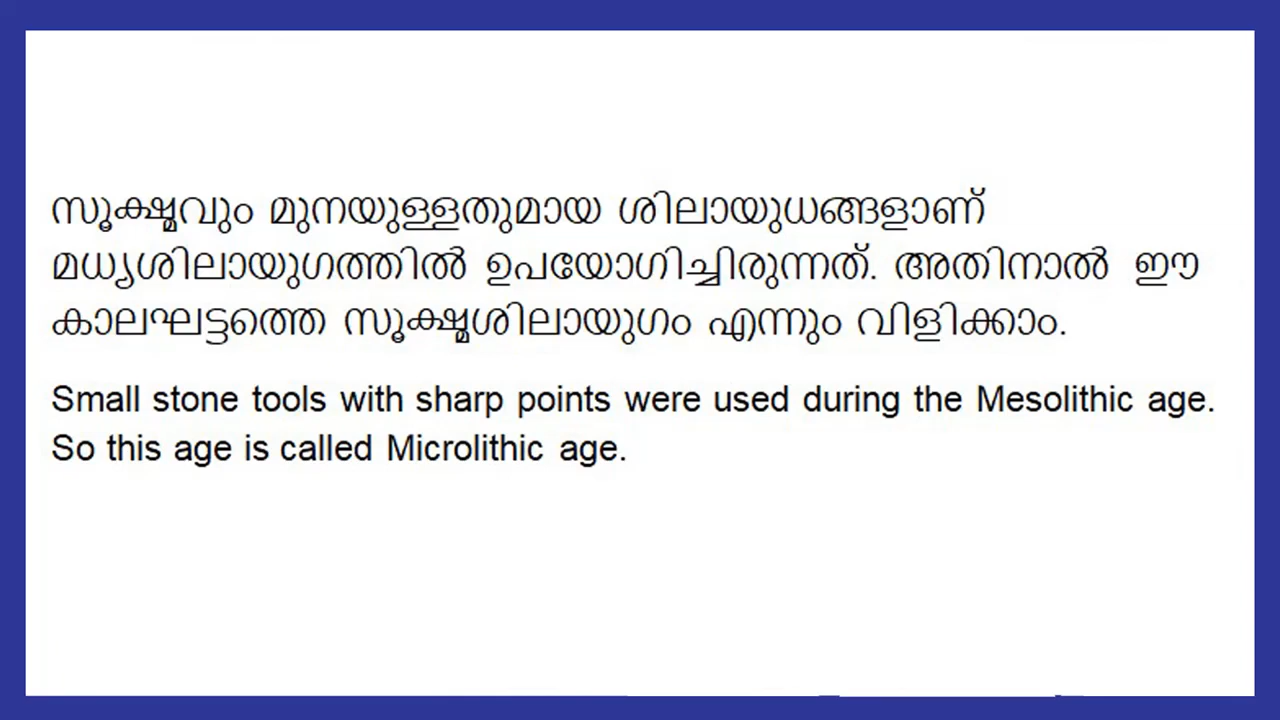 സൂക്ഷ്മവും മുനയുള്ളതുമായ ശിലായുധങ്ങളാണ്
മധ്യശിലായുഗത്തിൽ ഉപയോഗിച്ചിരുന്നത്. അതിനാൽ ഈ
കാലഘട്ടത്തെ സൂക്ഷ്മശിലായുഗം എന്നും വിളിക്കാം.
Small stone tools with sharp points were used during the Mesolithic age.
So this age is called Microlithic age.